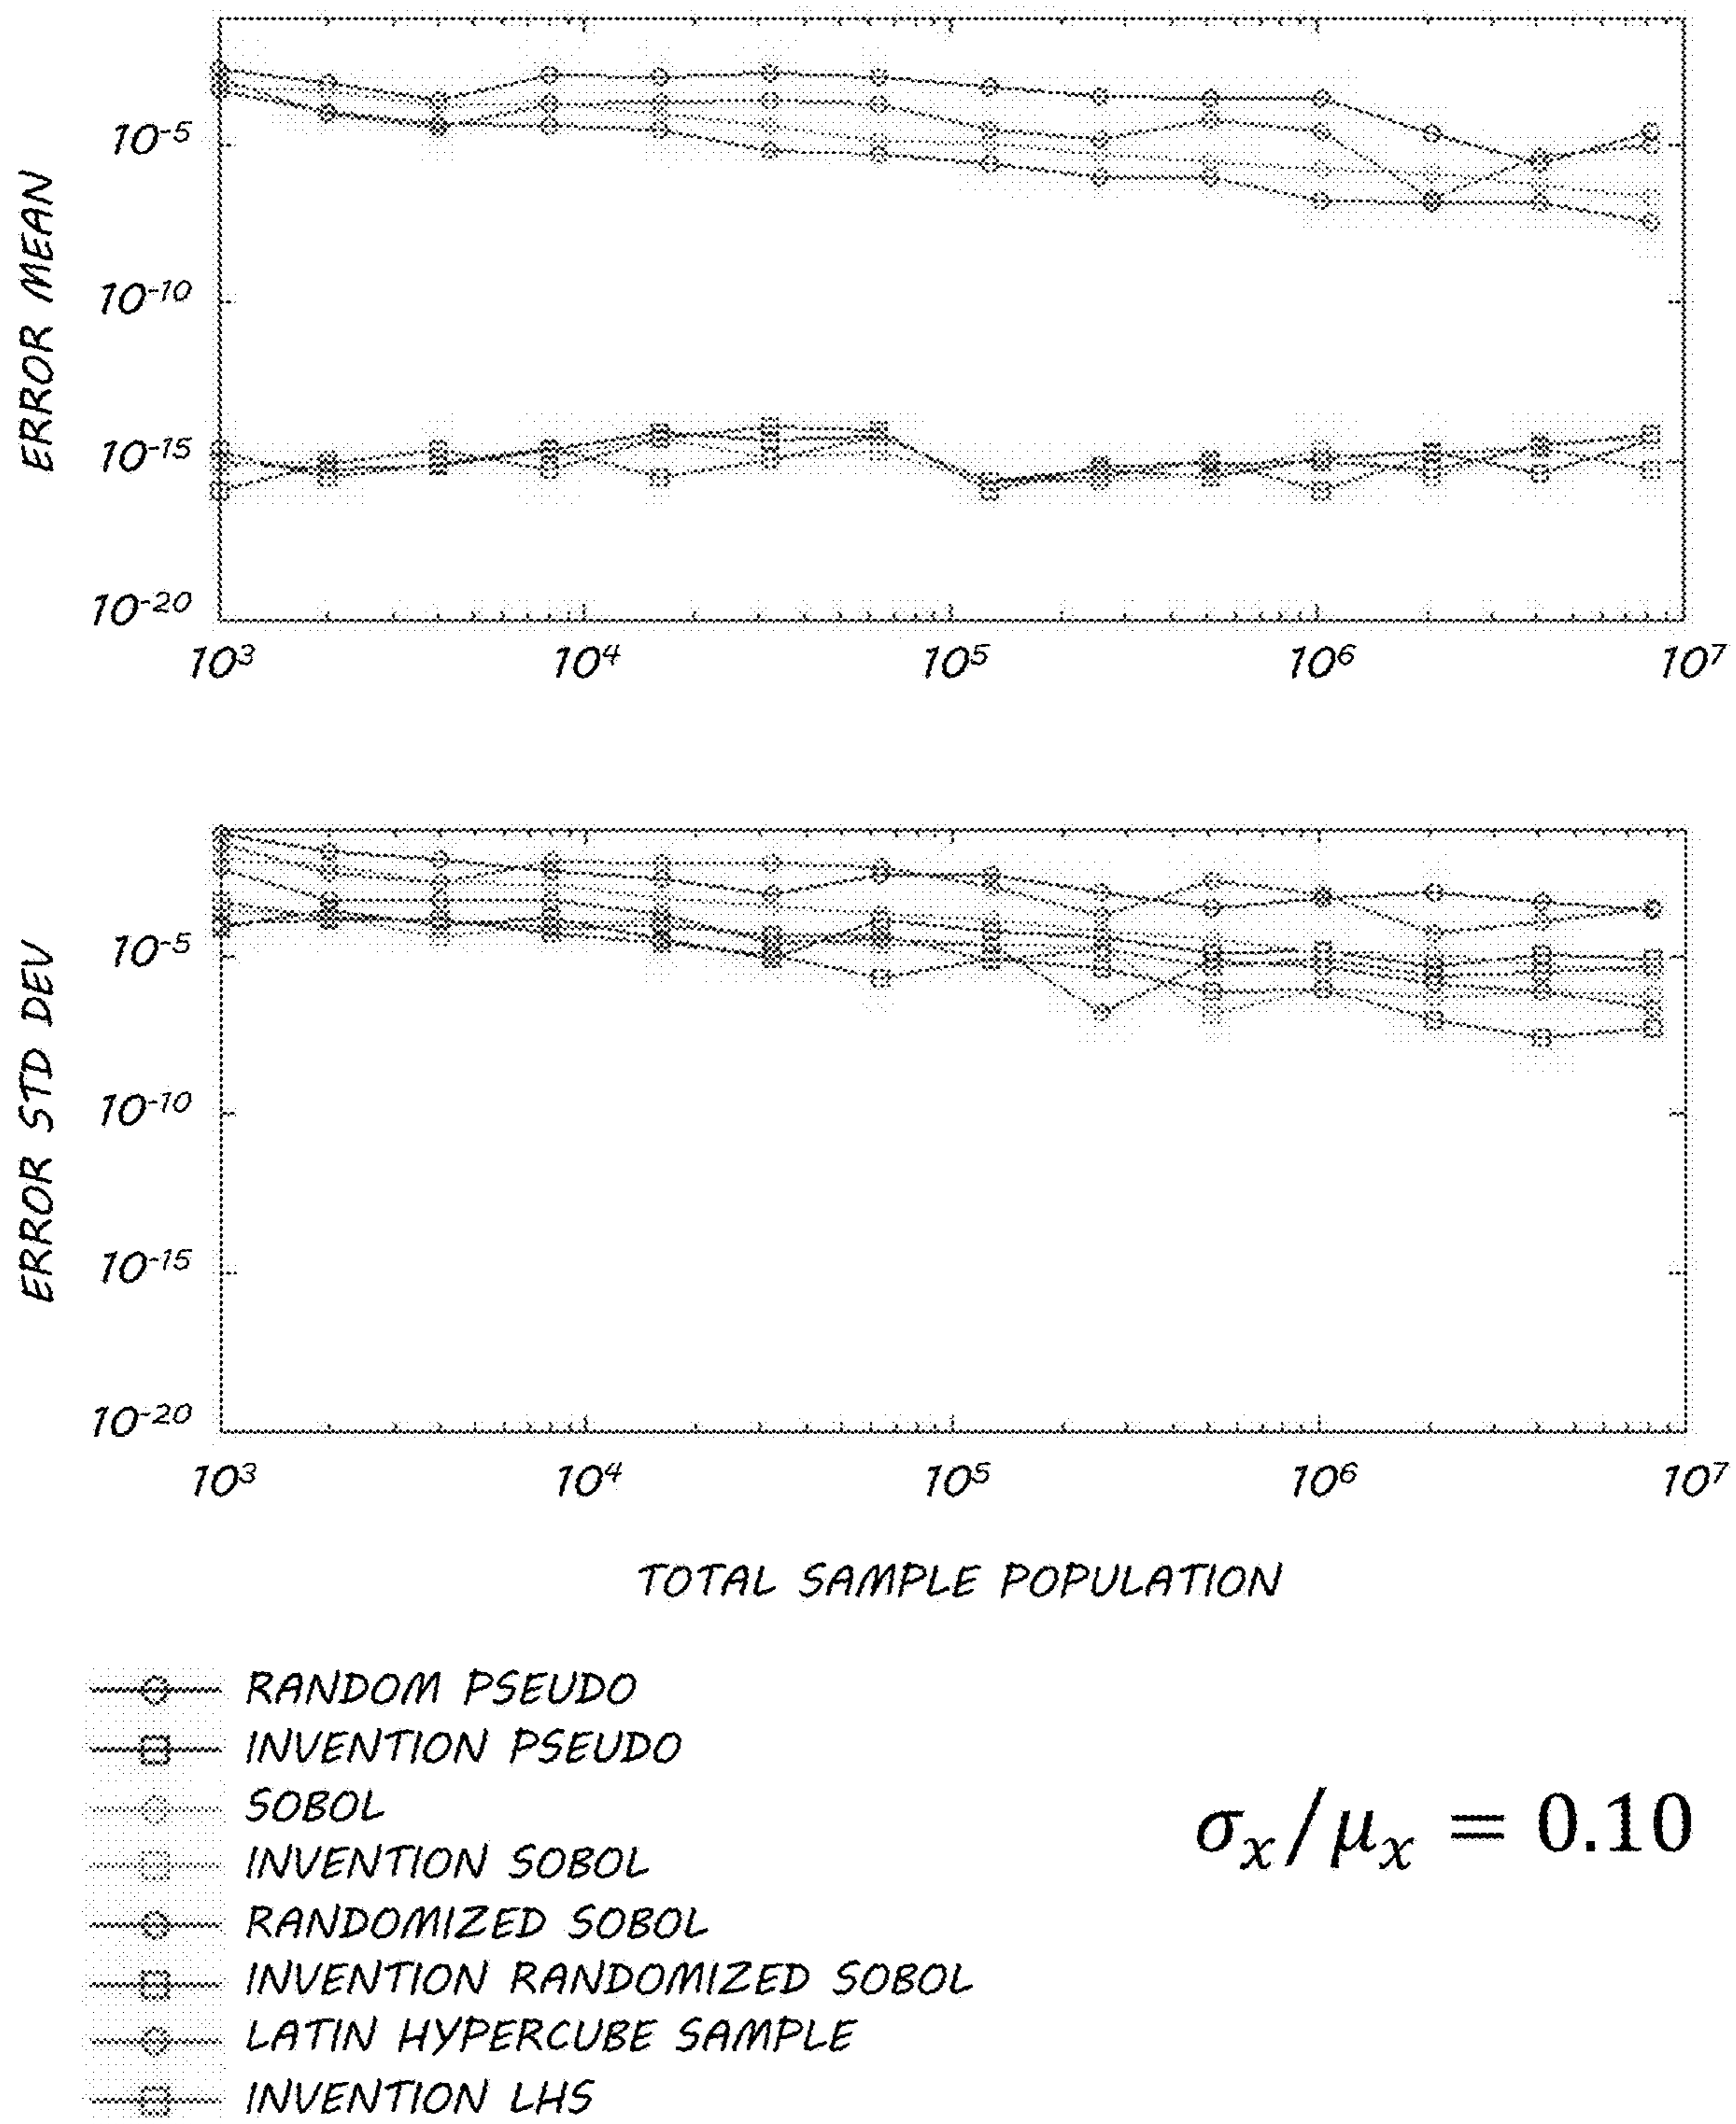 ERROR MEAN
10⁻⁵
10⁻¹⁰
10⁻¹⁵
10⁻²⁰
10³ 10⁴ 10⁵ 10⁶ 10⁷
ERROR STD DEV
10⁻⁵
10⁻¹⁰
10⁻¹⁵
10⁻²⁰
10³ 10⁴ 10⁵ 10⁶ 10⁷
TOTAL SAMPLE POPULATION
RANDOM PSEUDO
INVENTION PSEUDO
SOBOL
INVENTION SOBOL
RANDOMIZED SOBOL
INVENTION RANDOMIZED SOBOL
LATIN HYPERCUBE SAMPLE
INVENTION LHS
σₓ/μₓ = 0.10